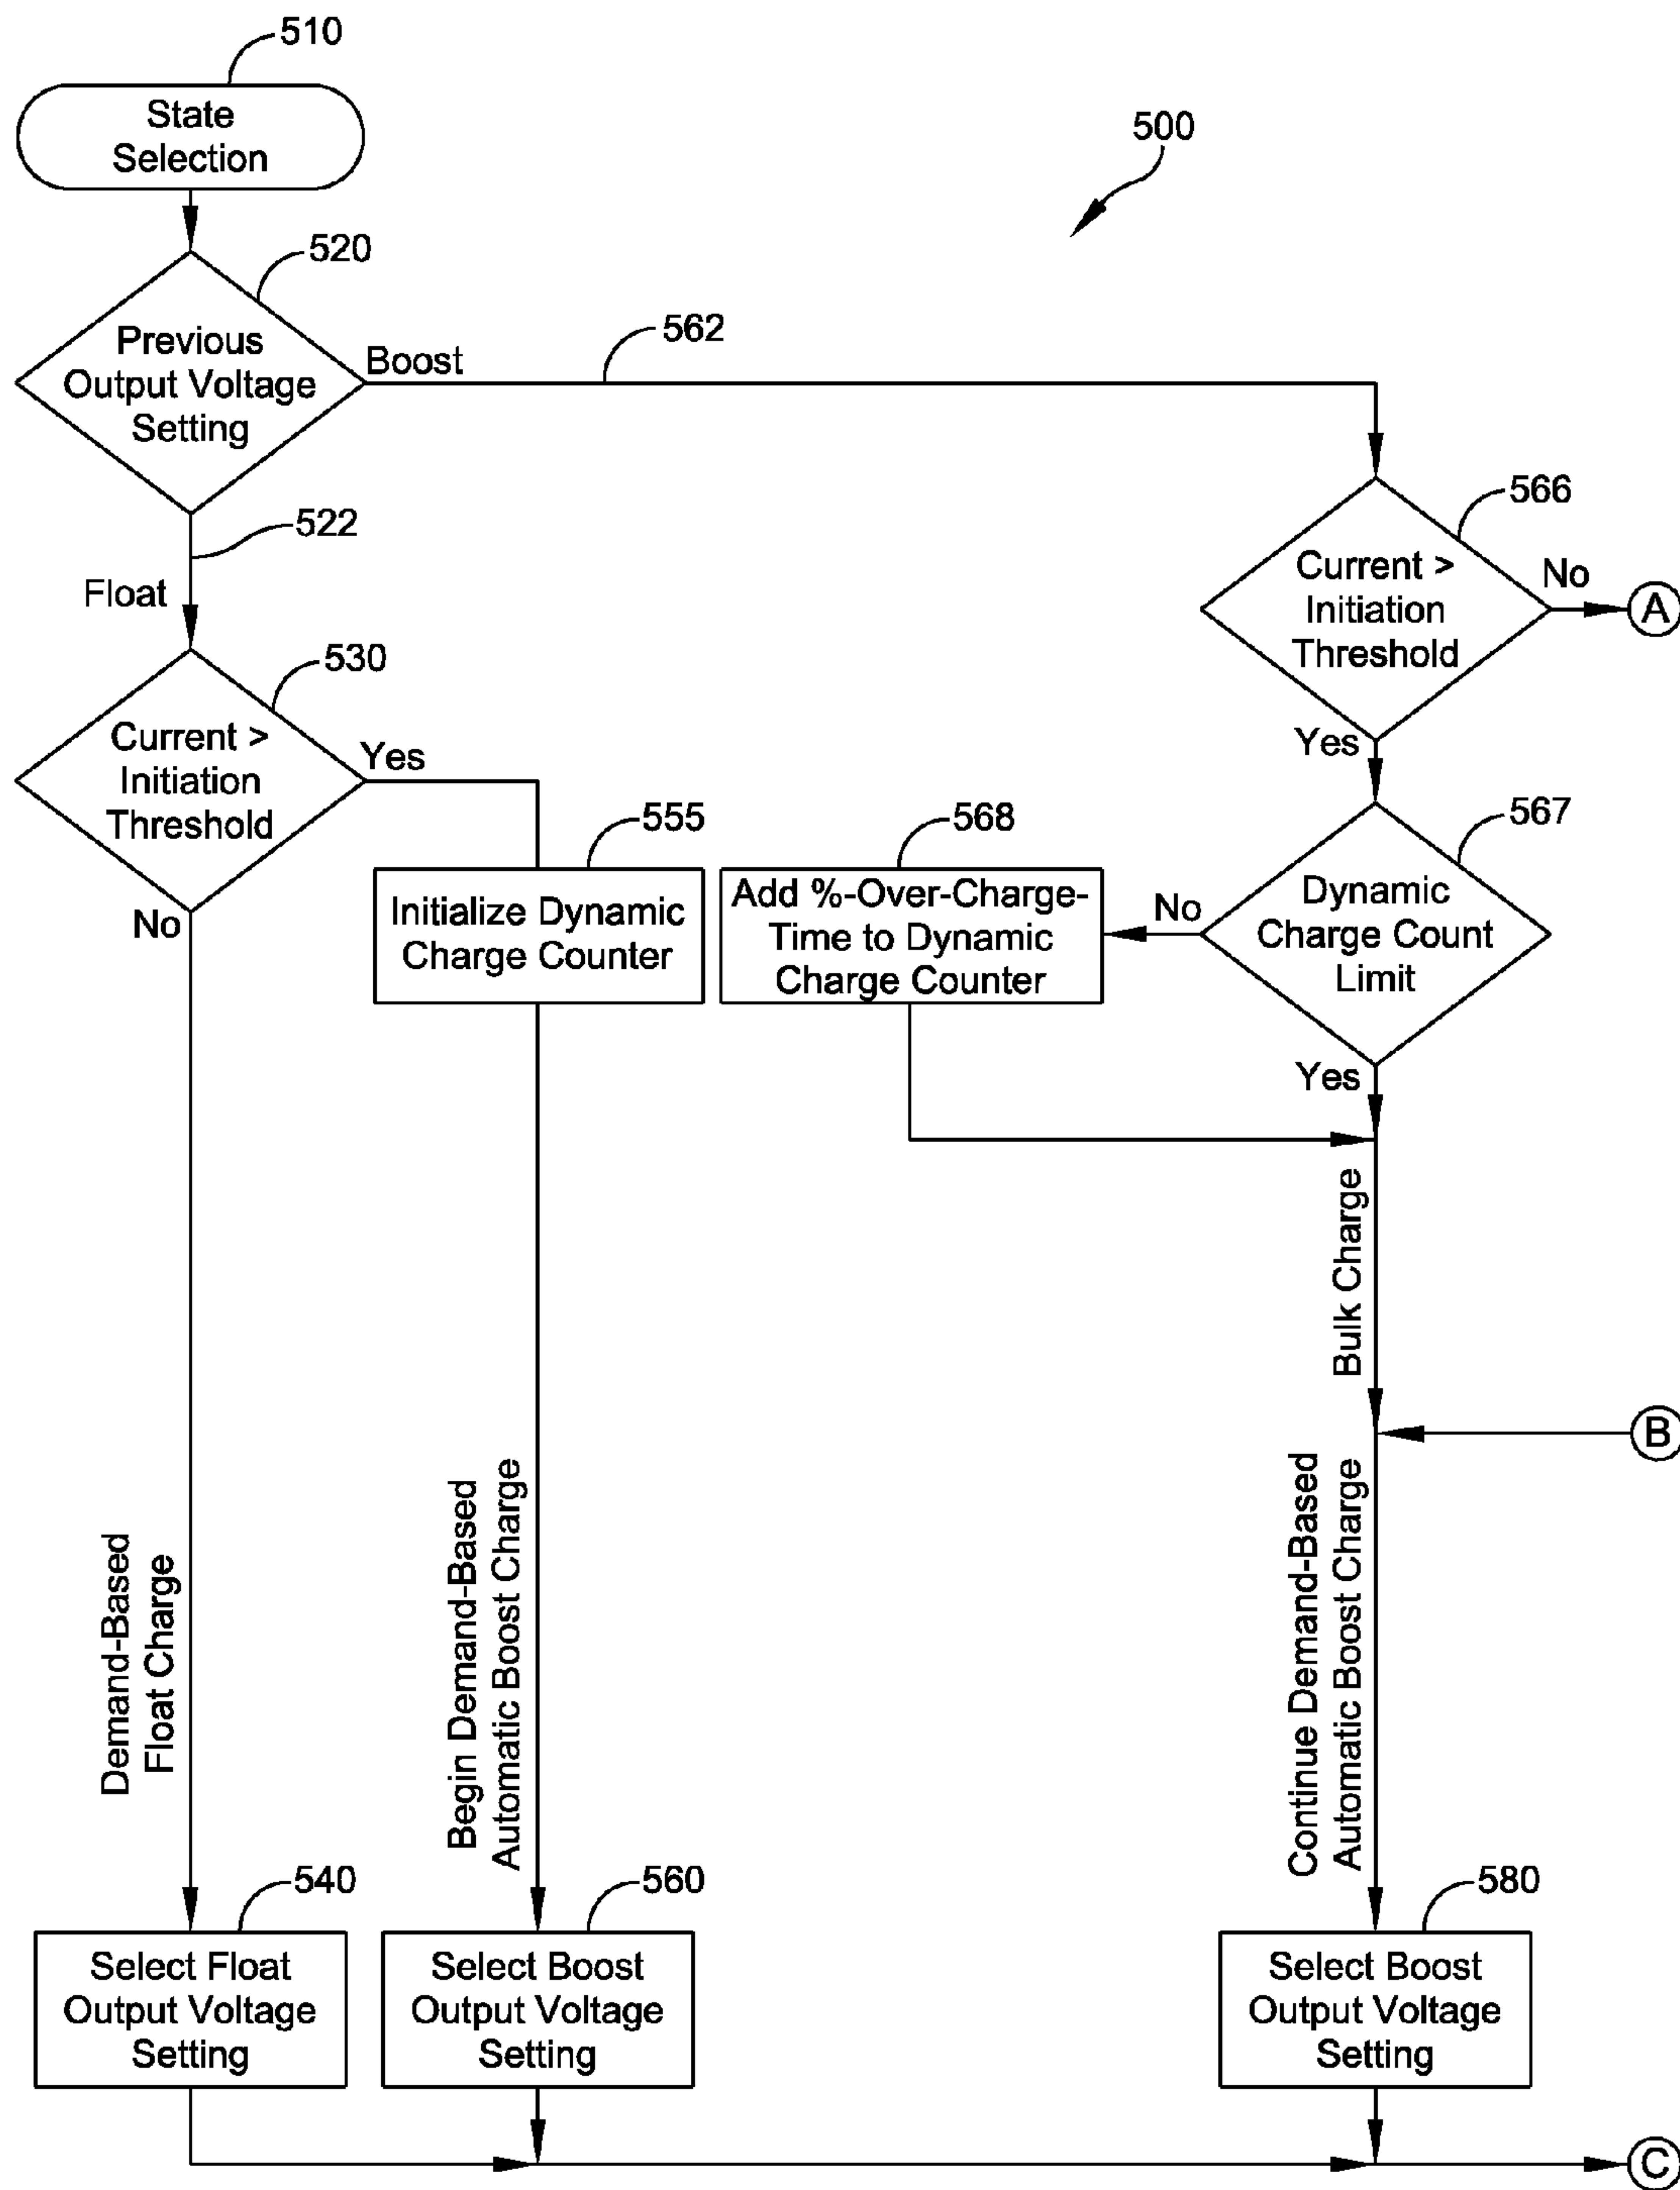 510
State
Selection
500
520
Previous
Output Voltage
Setting
Boost
562
522
Float
566
Current >
Initiation
Threshold
No
A
Yes
530
Current >
Initiation
Threshold
Yes
No
555
Initialize Dynamic
Charge Counter
568
Add %-Over-Charge-
Time to Dynamic
Charge Counter
No
567
Dynamic
Charge Count
Limit
Yes
Bulk Charge
B
Demand-Based
Float Charge
Begin Demand-Based
Automatic Boost Charge
Continue Demand-Based
Automatic Boost Charge
540
Select Float
Output Voltage
Setting
560
Select Boost
Output Voltage
Setting
580
Select Boost
Output Voltage
Setting
C